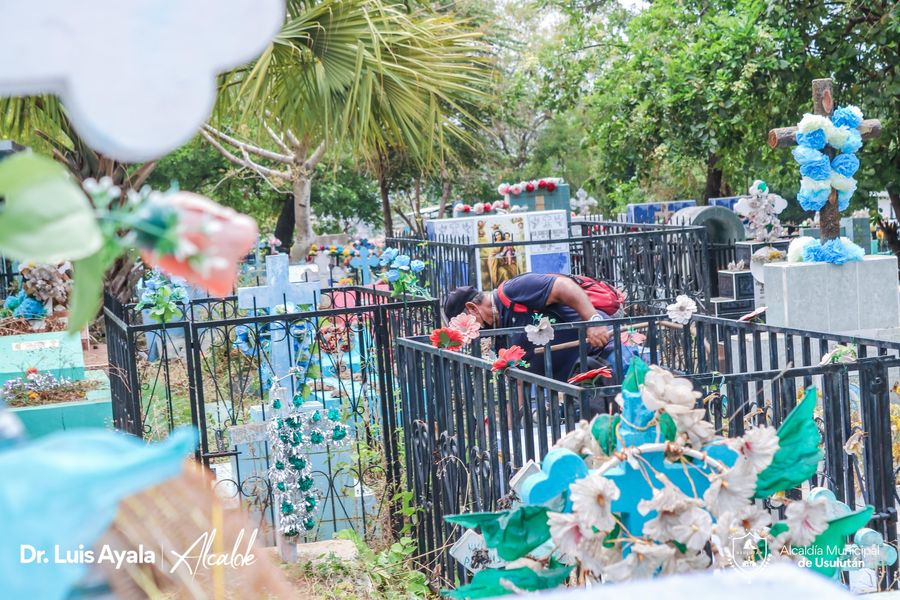 Dr. Luis Ayala | Alcalde
Alcaldía Municipal
de Usulután